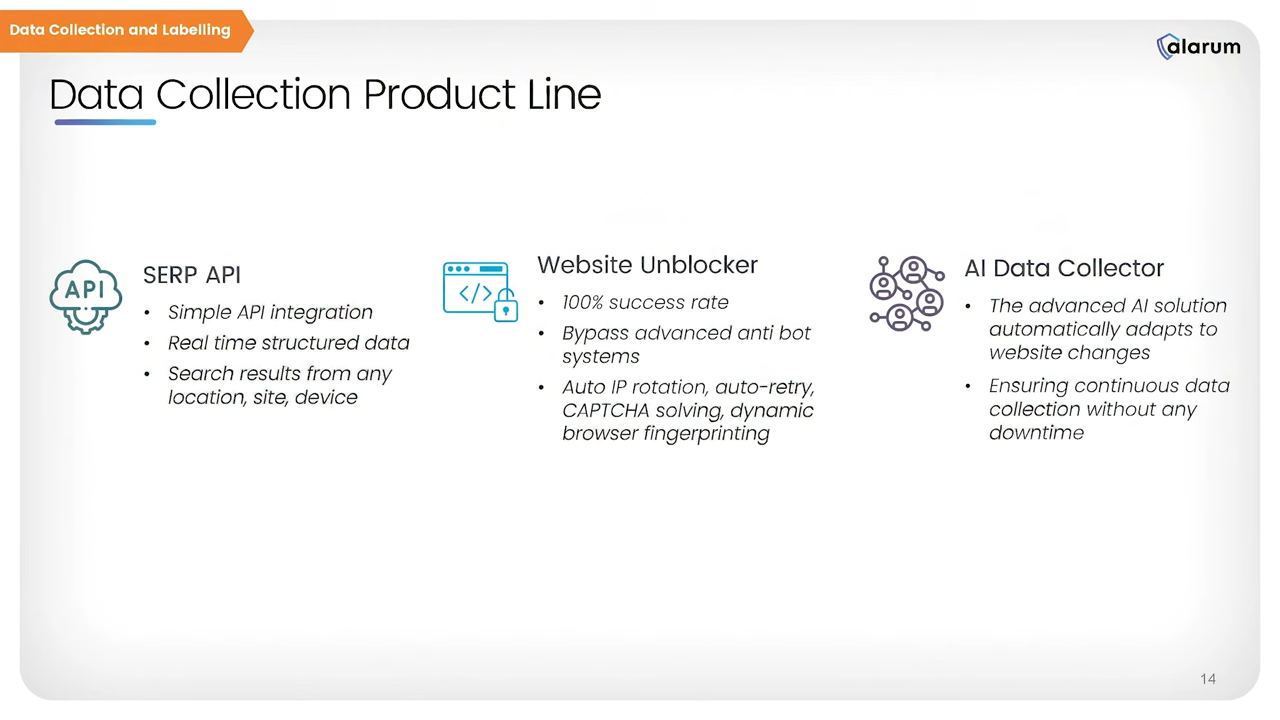 Data Collection and Labelling
alarum
Data Collection Product Line
API
SERP API
• Simple API integration
• Real time structured data
• Search results from any
location, site, device
</>
Website Unblocker
• 100% success rate
• Bypass advanced anti bot
systems
• Auto IP rotation, auto-retry,
CAPTCHA solving, dynamic
browser fingerprinting
AI Data Collector
• The advanced AI solution
automatically adapts to
website changes
• Ensuring continuous data
collection without any
downtime
14